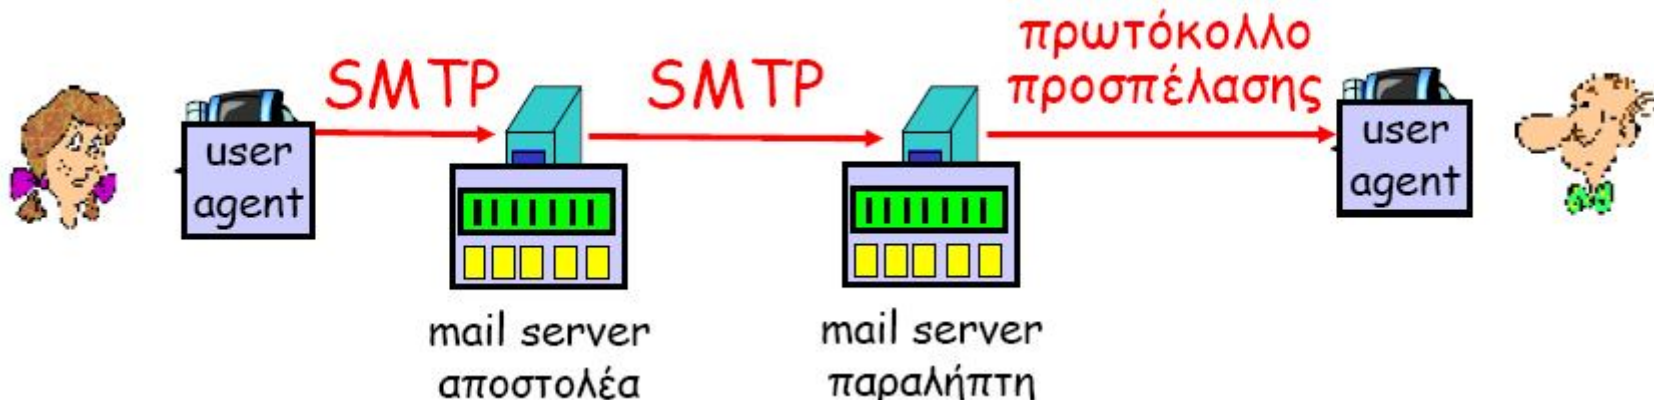 SMTP
SMTP
πρωτόκολλο
προσπέλασης
user
agent
user
agent
mail server
αποστολέα
mail server
παραλήπτη